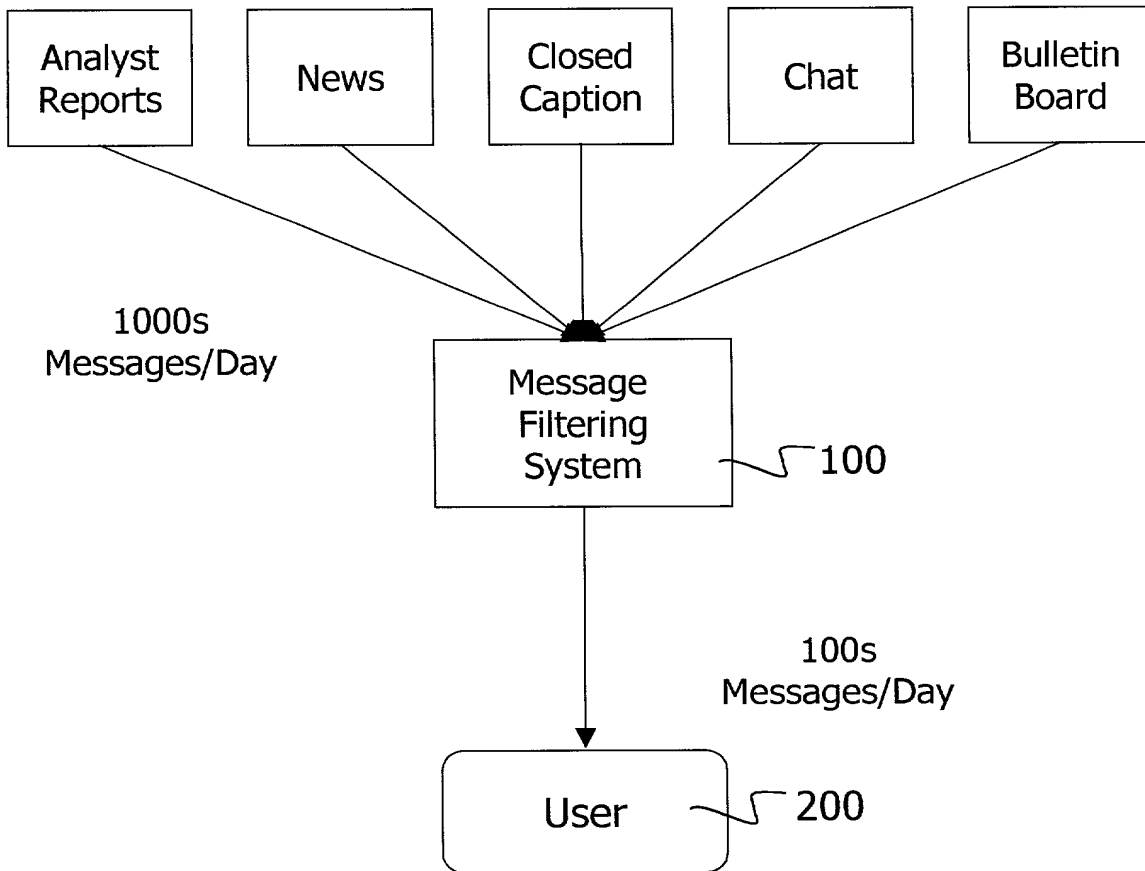 Analyst
Reports
News
Closed
Caption
Chat
Bulletin
Board
1000s
Messages/Day
Message
Filtering
System
100
100s
Messages/Day
User
200